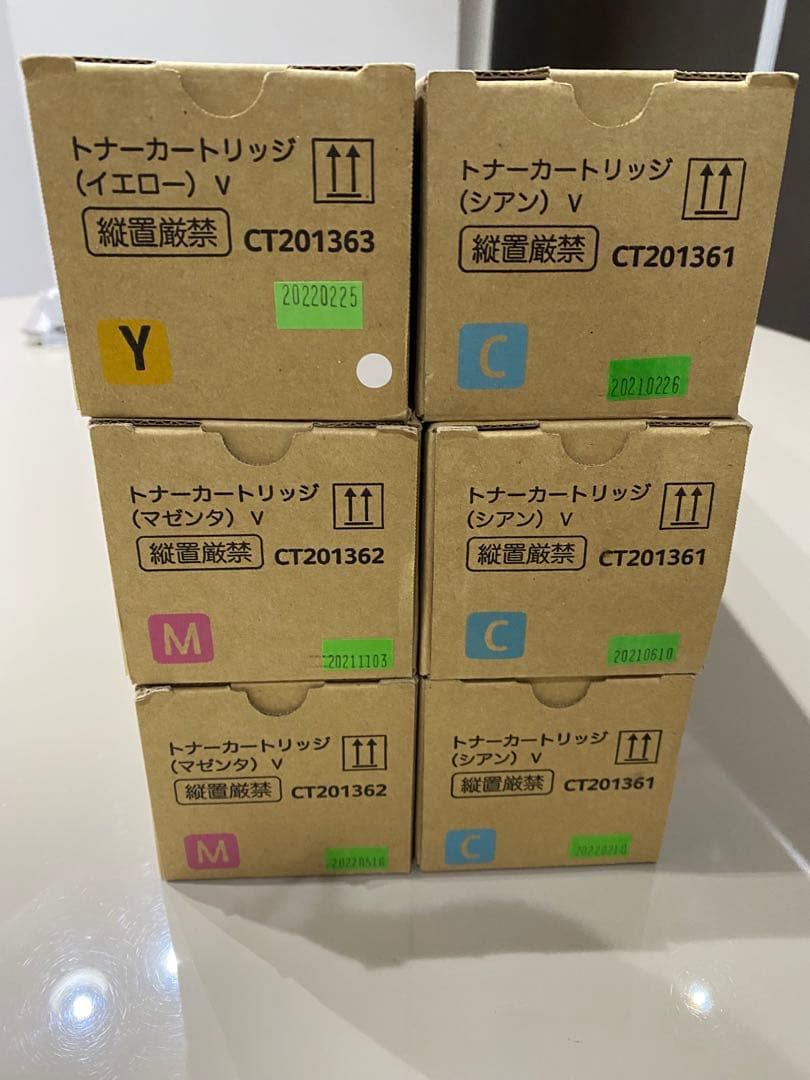 トナーカートリッジ
（イエロー）V
縦置厳禁 CT201363
20220225
Y
トナーカートリッジ
（シアン）V
縦置厳禁 CT201361
C
20210226
トナーカートリッジ
（マゼンタ）V
縦置厳禁 CT201362
M
20211103
トナーカートリッジ
（シアン）V
縦置厳禁 CT201361
C
20210610
トナーカートリッジ
（マゼンタ）V
縦置厳禁 CT201362
M
20220516
トナーカートリッジ
（シアン）V
縦置厳禁 CT201361
C
20220210